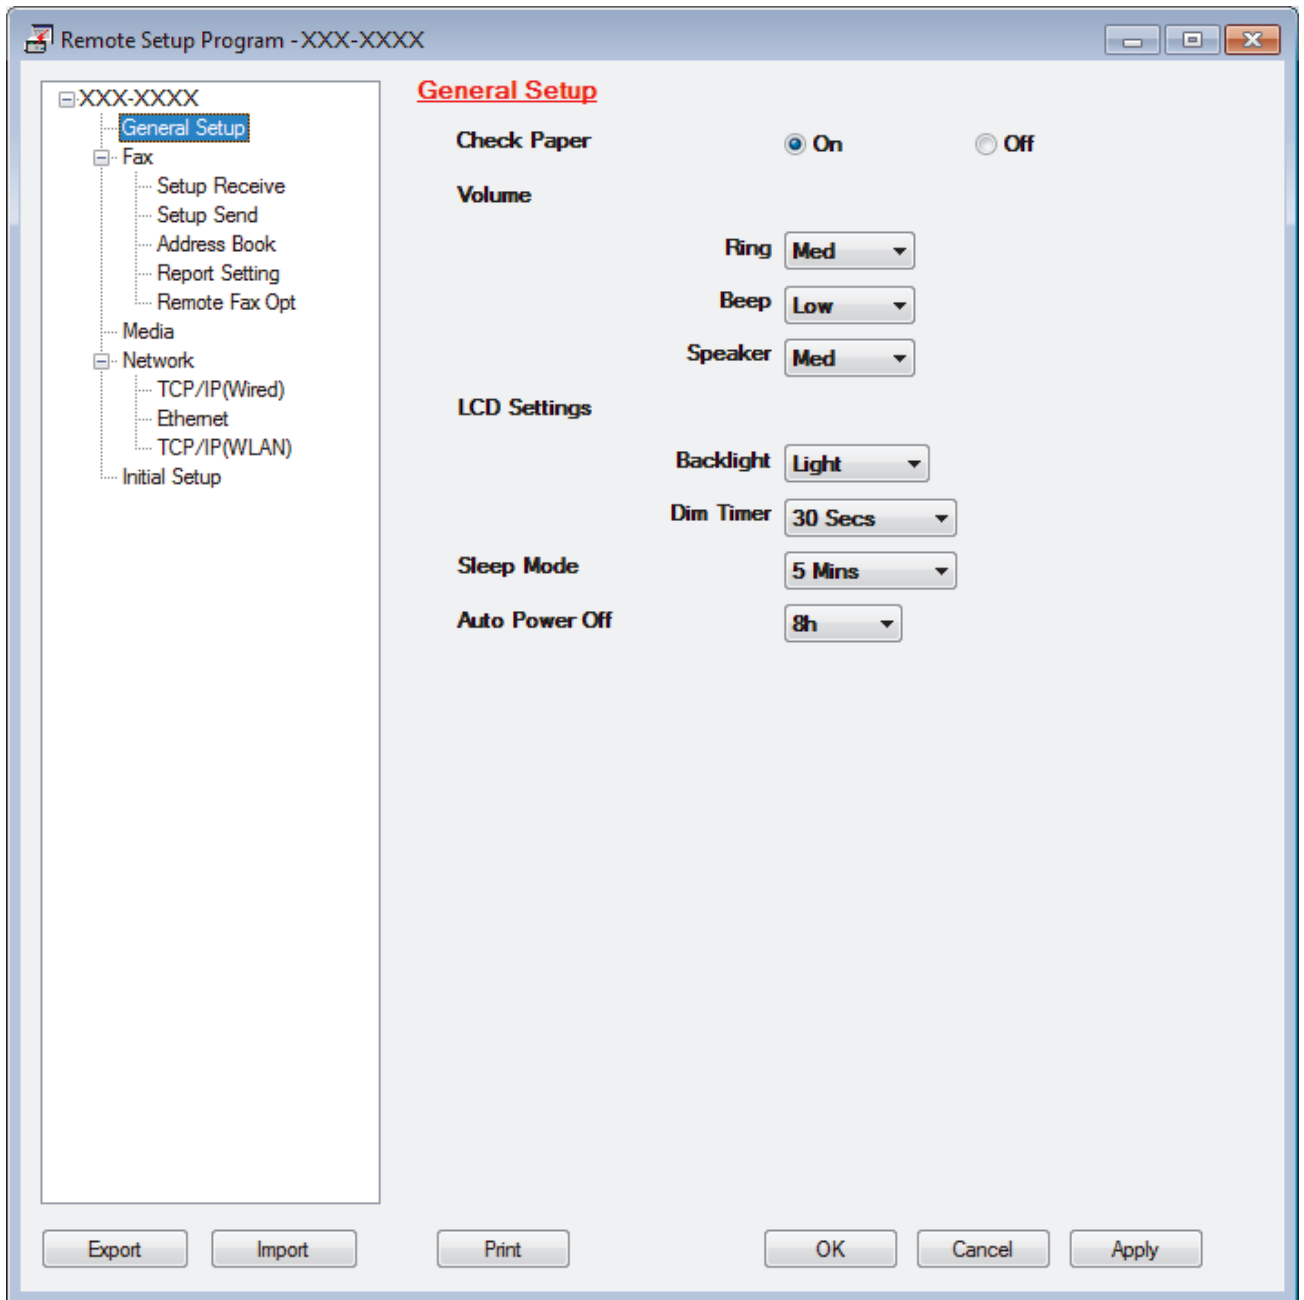 Remote Setup Program - XXX-XXXX
XXX-XXXX
General Setup
Fax
Setup Receive
Setup Send
Address Book
Report Setting
Remote Fax Opt
Media
Network
TCP/IP(Wired)
Ethernet
TCP/IP(WLAN)
Initial Setup
General Setup
Check Paper On Off
Volume
Ring Med
Beep Low
Speaker Med
LCD Settings
Backlight Light
Dim Timer 30 Secs
Sleep Mode 5 Mins
Auto Power Off 8h
Export Import Print OK Cancel Apply